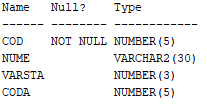 Name   Null?    Type
------ -------- ------------
COD    NOT NULL NUMBER(5)
NUME            VARCHAR2(30)
VARSTA          NUMBER(3)
CODA            NUMBER(5)